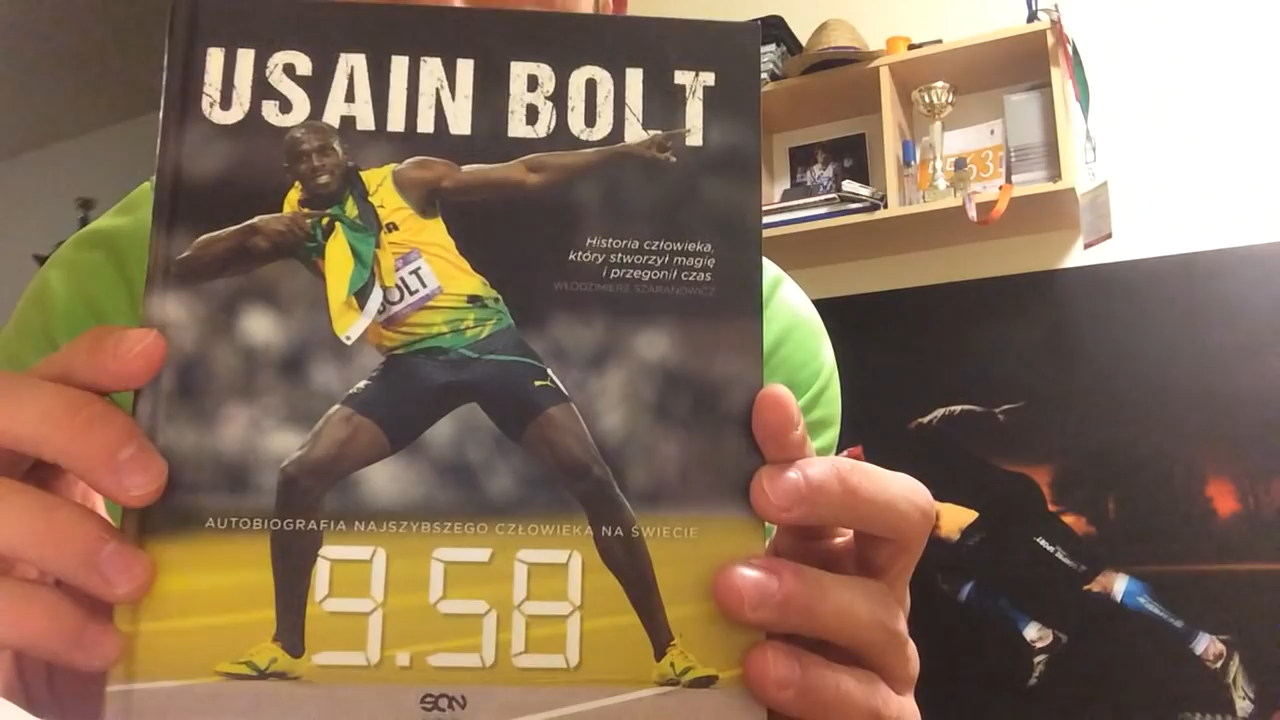 USAIN BOLT
Historia człowieka,
który stworzył magię
i przegonił czas.
WŁODZIMIERZ SZARANOWICZ
BOLT
AUTOBIOGRAFIA NAJSZYBSZEGO CZŁOWIEKA NA ŚWIECIE
9.58
SQN